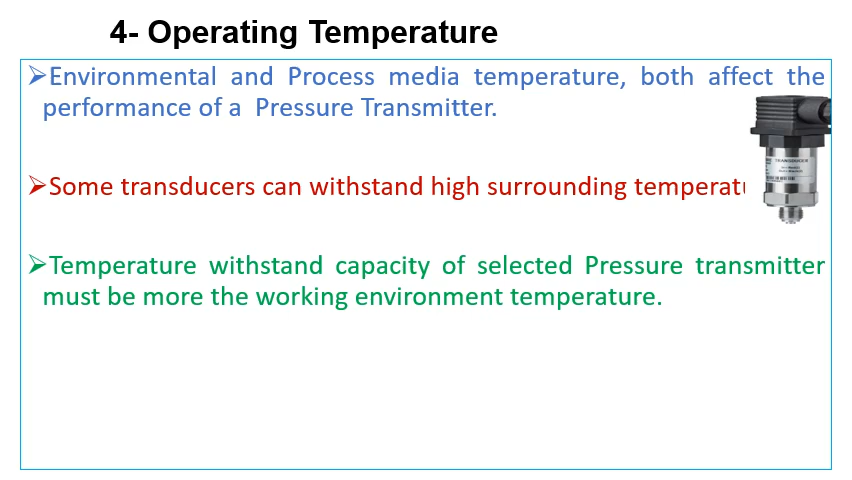 4- Operating Temperature
➢Environmental and Process media temperature, both affect the
performance of a Pressure Transmitter.
➢Some transducers can withstand high surrounding temperatu
➢Temperature withstand capacity of selected Pressure transmitter
must be more the working environment temperature.
TRANSDUCER